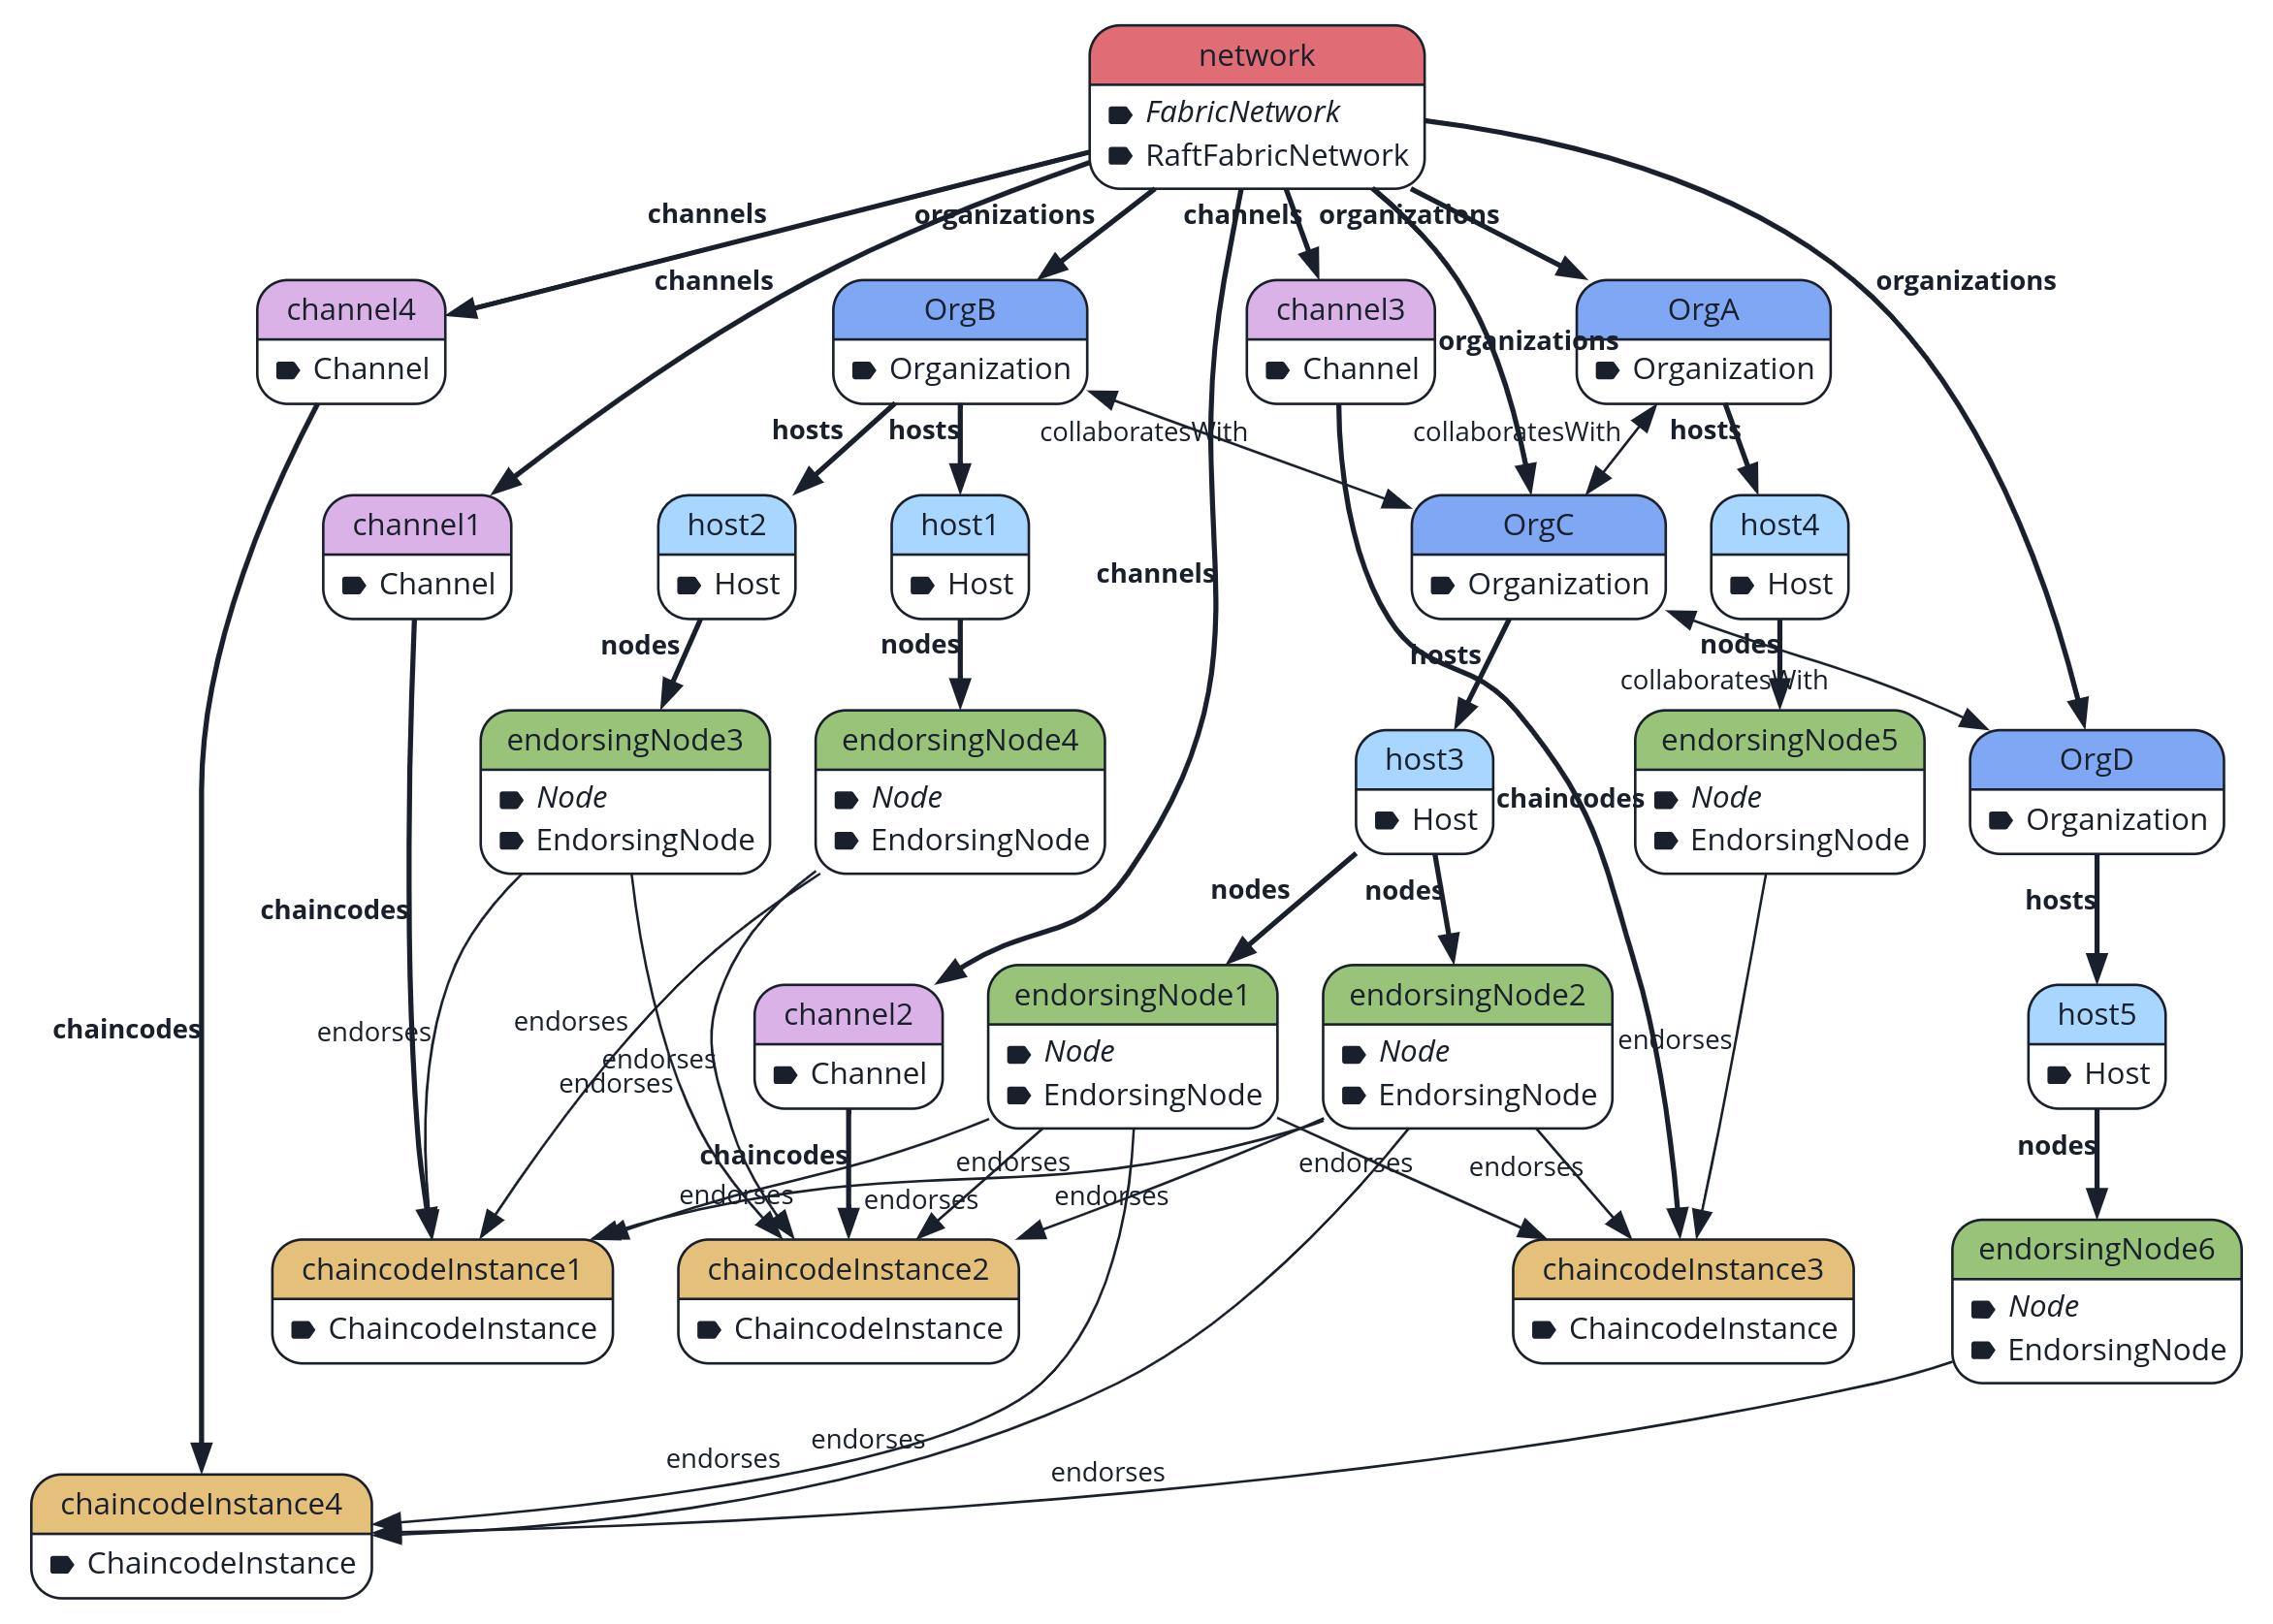 network
FabricNetwork
RaftFabricNetwork
channels
organizations
channels
organizations
channels
organizations
channel4
Channel
OrgB
Organization
channel3
Channel
organizations
OrgA
Organization
hosts
hosts
collaboratesWith
collaboratesWith
hosts
channel1
Channel
host2
Host
host1
Host
channels
OrgC
Organization
host4
Host
nodes
nodes
hosts
nodes
collaboratesWith
endorsingNode3
Node
EndorsingNode
endorsingNode4
Node
EndorsingNode
host3
Host
chaincodes
endorsingNode5
Node
EndorsingNode
OrgD
Organization
chaincodes
nodes
nodes
hosts
chaincodes
endorses
endorses
endorses
endorses
channel2
Channel
endorsingNode1
Node
EndorsingNode
endorsingNode2
Node
EndorsingNode
endorses
host5
Host
chaincodes
endorses
endorses
endorses
endorses
endorses
endorses
nodes
chaincodeInstance1
ChaincodeInstance
chaincodeInstance2
ChaincodeInstance
chaincodeInstance3
ChaincodeInstance
endorsingNode6
Node
EndorsingNode
endorses
endorses
endorses
chaincodeInstance4
ChaincodeInstance